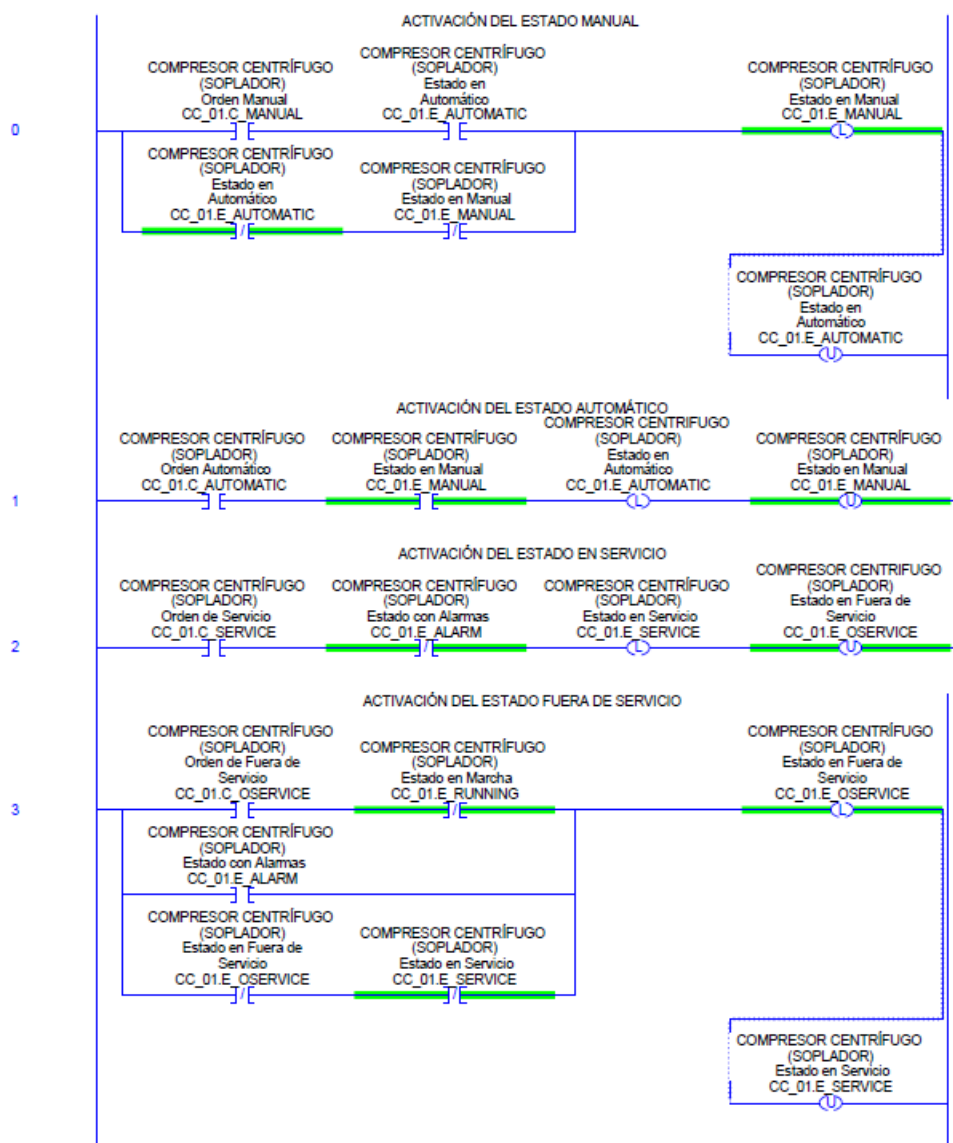 ACTIVACIÓN DEL ESTADO MANUAL
COMPRESOR CENTRÍFUGO
(SOPLADOR)
Orden Manual
CC_01.C_MANUAL
COMPRESOR CENTRÍFUGO
(SOPLADOR)
Estado en
Automático
CC_01.E_AUTOMATIC
COMPRESOR CENTRÍFUGO
(SOPLADOR)
Estado en Manual
CC_01.E_MANUAL
0
L
COMPRESOR CENTRÍFUGO
(SOPLADOR)
Estado en
Automático
CC_01.E_AUTOMATIC
/
COMPRESOR CENTRÍFUGO
(SOPLADOR)
Estado en Manual
CC_01.E_MANUAL
/
COMPRESOR CENTRÍFUGO
(SOPLADOR)
Estado en
Automático
CC_01.E_AUTOMATIC
U
ACTIVACIÓN DEL ESTADO AUTOMÁTICO
COMPRESOR CENTRÍFUGO
(SOPLADOR)
Orden Automático
CC_01.C_AUTOMATIC
COMPRESOR CENTRÍFUGO
(SOPLADOR)
Estado en Manual
CC_01.E_MANUAL
COMPRESOR CENTRIFUGO
(SOPLADOR)
Estado en
Automático
CC_01.E_AUTOMATIC
COMPRESOR CENTRÍFUGO
(SOPLADOR)
Estado en Manual
CC_01.E_MANUAL
1
L
U
ACTIVACIÓN DEL ESTADO EN SERVICIO
COMPRESOR CENTRÍFUGO
(SOPLADOR)
Orden de Servicio
CC_01.C_SERVICE
COMPRESOR CENTRÍFUGO
(SOPLADOR)
Estado con Alarmas
CC_01.E_ALARM
COMPRESOR CENTRÍFUGO
(SOPLADOR)
Estado en Servicio
CC_01.E_SERVICE
COMPRESOR CENTRIFUGO
(SOPLADOR)
Estado en Fuera de
Servicio
CC_01.E_OSERVICE
2
/
L
U
ACTIVACIÓN DEL ESTADO FUERA DE SERVICIO
COMPRESOR CENTRÍFUGO
(SOPLADOR)
Orden de Fuera de
Servicio
CC_01.C_OSERVICE
COMPRESOR CENTRÍFUGO
(SOPLADOR)
Estado en Marcha
CC_01.E_RUNNING
COMPRESOR CENTRÍFUGO
(SOPLADOR)
Estado en Fuera de
Servicio
CC_01.E_OSERVICE
3
/
L
COMPRESOR CENTRÍFUGO
(SOPLADOR)
Estado con Alarmas
CC_01.E_ALARM
COMPRESOR CENTRÍFUGO
(SOPLADOR)
Estado en Fuera de
Servicio
CC_01.E_OSERVICE
/
COMPRESOR CENTRÍFUGO
(SOPLADOR)
Estado en Servicio
CC_01.E_SERVICE
/
COMPRESOR CENTRÍFUGO
(SOPLADOR)
Estado en Servicio
CC_01.E_SERVICE
U